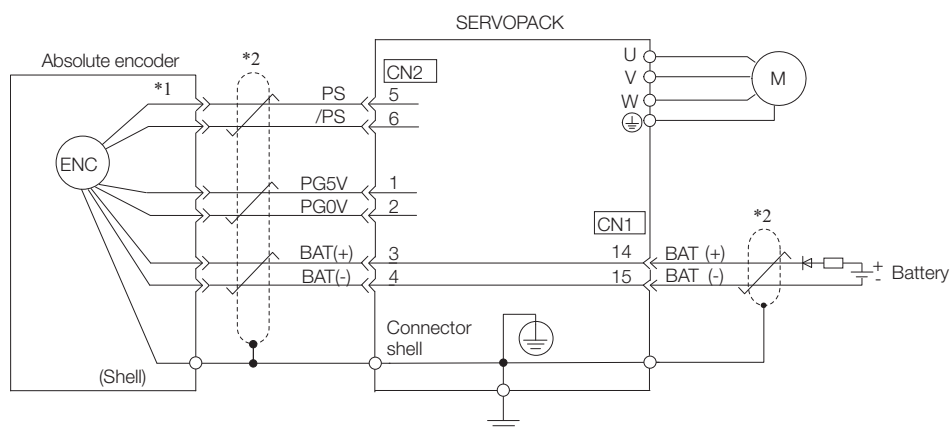 SERVOPACK
Absolute encoder
*2
U
CN2
V
M
*1
PS
5
W
/PS
6
ENC
PG5V
1
PG0V
2
CN1
*2
BAT(+)
3
14
BAT (+)
BAT(-)
4
15
BAT (-)
+
-
Battery
Connector
shell
(Shell)